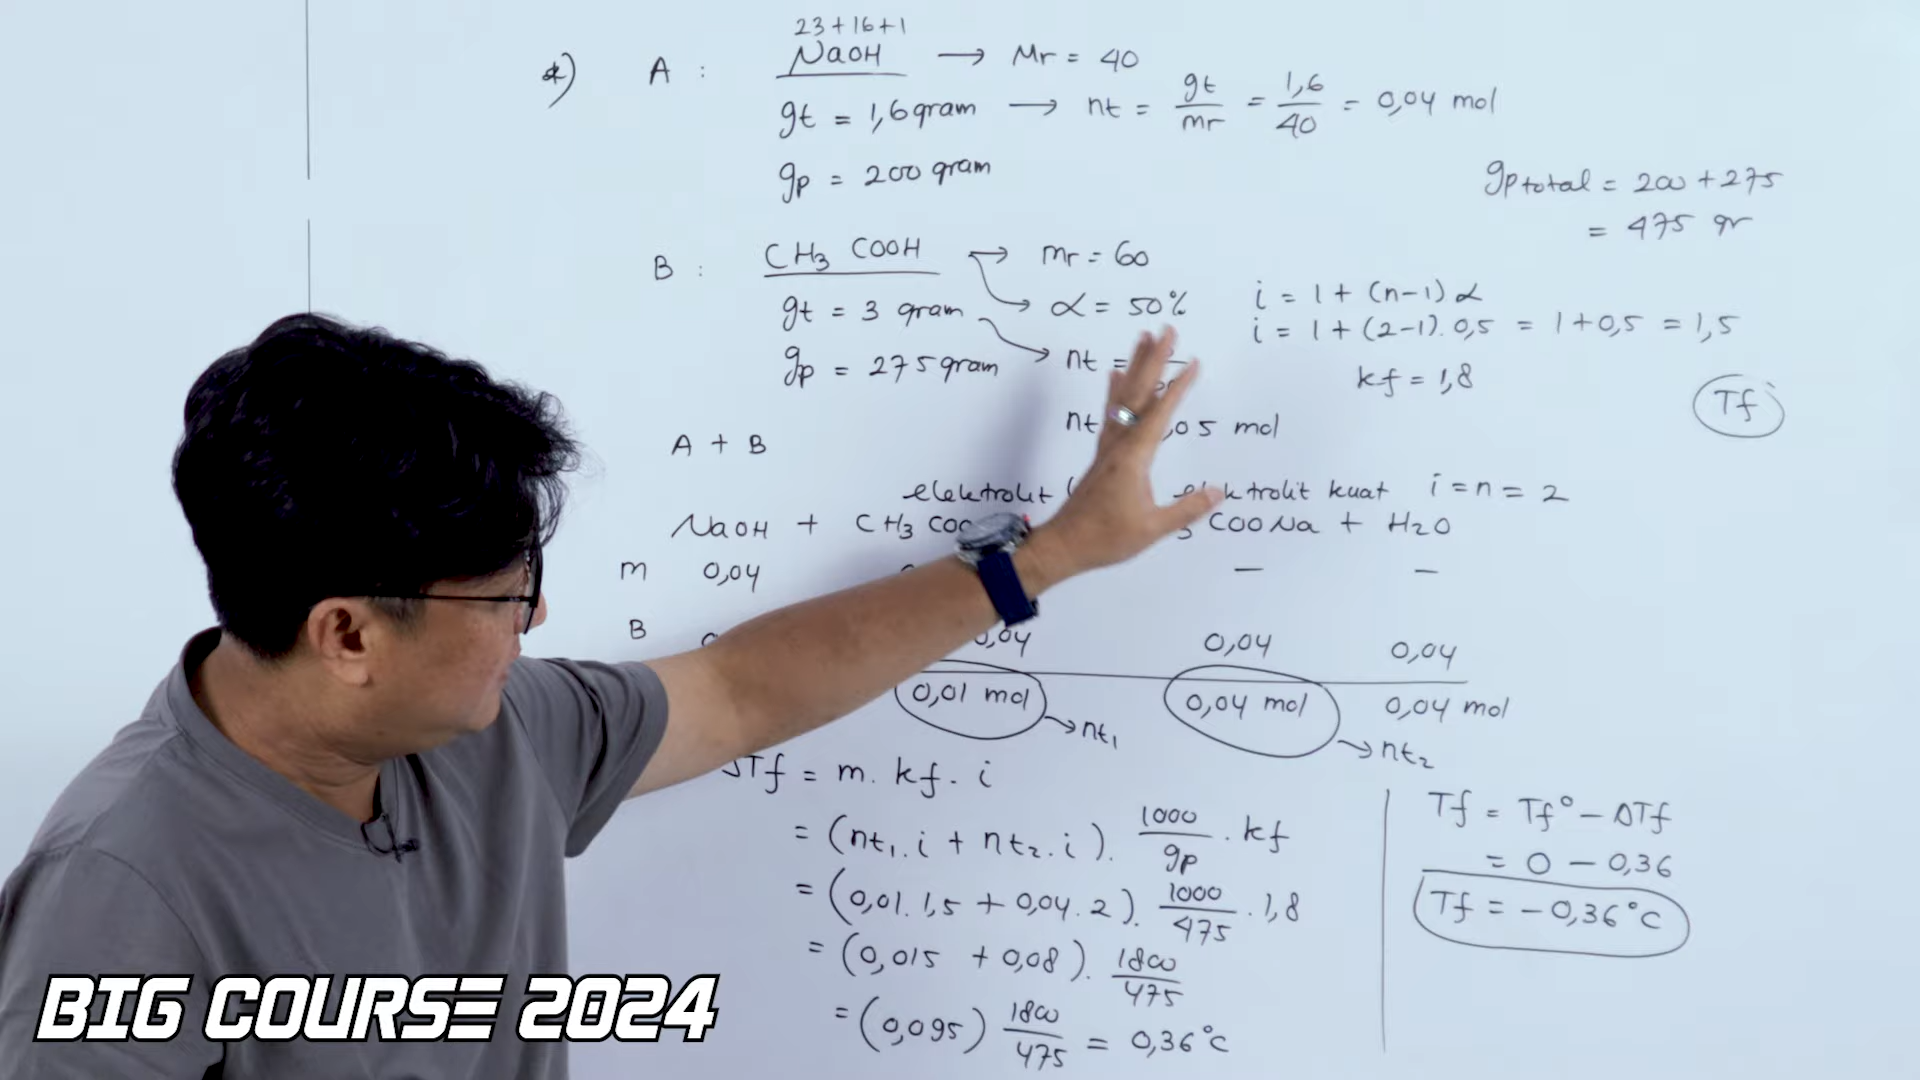 23+16+1
*) A : NaOH → Mr = 40
gt = 1,6 gram → nt = gt/mr = 1,6/40 = 0,04 mol
gp = 200 gram
gp total = 200 + 275
= 475 gr
B : CH3 COOH → mr = 60
→ α = 50%
i = 1 + (n-1) α
gt = 3 gram
i = 1 + (2-1). 0,5 = 1 + 0,5 = 1,5
gp = 275 gram → nt =
kf = 1,8
Tf
nt 05 mol
A + B
elektrolit elektrolit kuat i = n = 2
NaOH + CH3 COO 3 COO Na + H2O
m 0,04 — —
B 0,04 0,04 0,04
0,01 mol → nt1 0,04 mol → nt2 0,04 mol
Tf = m. kf. i
= (nt1. i + nt2. i). 1000/gp . kf
= (0,01. 1,5 + 0,04. 2). 1000/475 . 1,8
= (0,015 + 0,08). 1800/475
= (0,095) 1800/475 = 0,36°C
Tf = Tf° - ΔTf
= 0 - 0,36
Tf = -0,36°C
BIG COURSE 2024